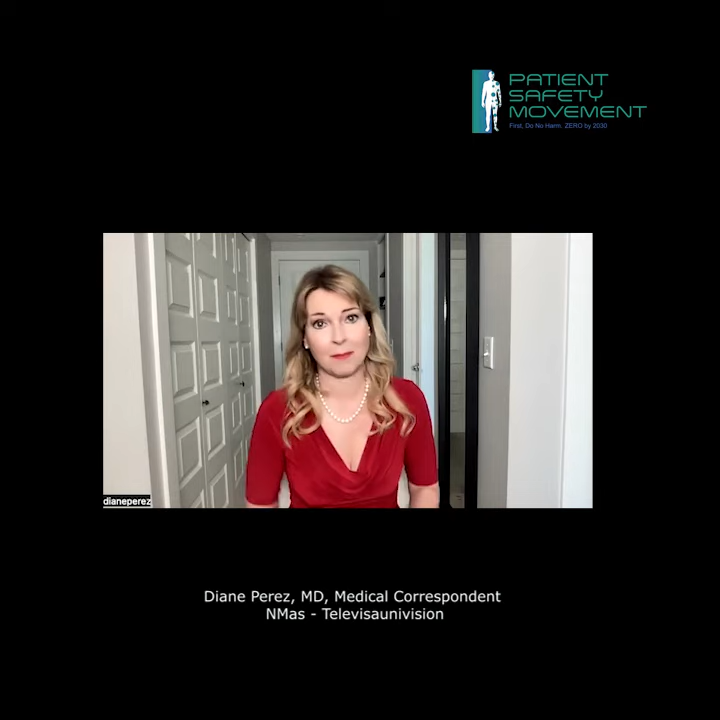 PATIENT
SAFETY
MOVEMENT
First, Do No Harm. ZERO by 2030
dianeperez
Diane Perez, MD, Medical Correspondent
NMas - Televisaunivision